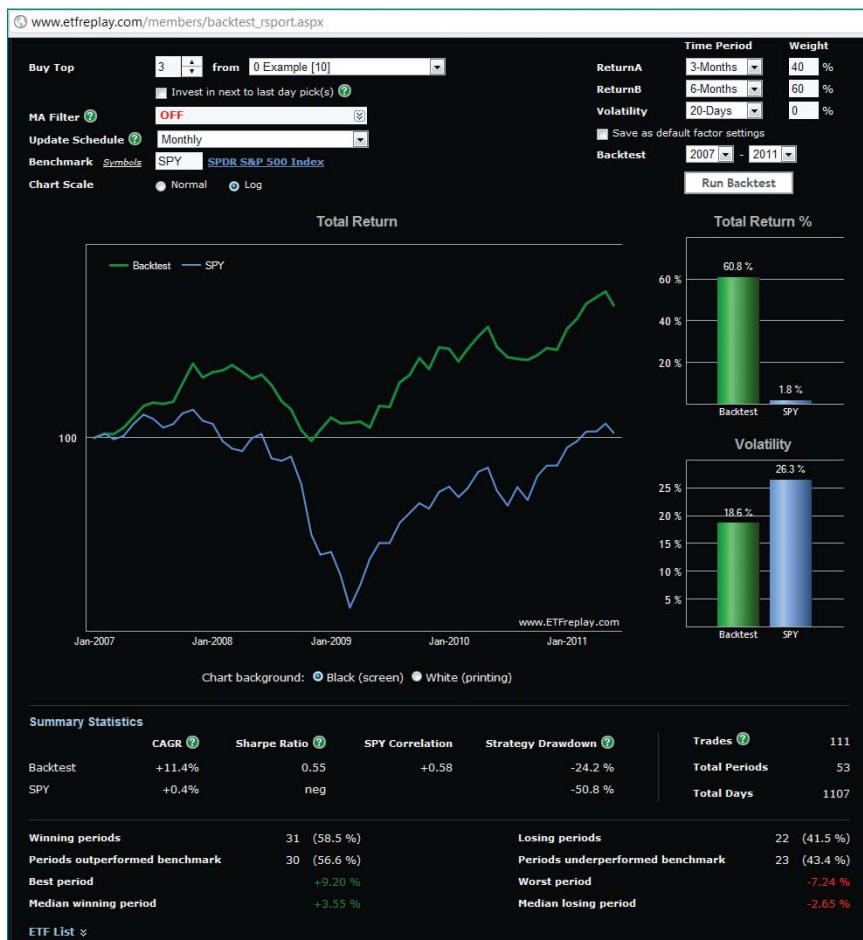 www.etfreplay.com/members/backtest_rsport.aspx
Buy Top 3 from 0 Example [10]
Invest in next to last day pick(s) ?
MA Filter ? OFF
Update Schedule ? Monthly
Benchmark Symbols SPY SPDR S&P 500 Index
Chart Scale Normal Log
Time Period Weight
ReturnA 3-Months 40 %
ReturnB 6-Months 60 %
Volatility 20-Days 0 %
Save as default factor settings
Backtest 2007 - 2011
Run Backtest
Total Return
Backtest SPY
100
www.ETFreplay.com
Jan-2007 Jan-2008 Jan-2009 Jan-2010 Jan-2011
Total Return %
60.8 %
60 %
40 %
20 %
1.8 %
Backtest SPY
Volatility
26.3 %
25 %
18.6 %
20 %
15 %
10 %
5 %
Backtest SPY
Chart background: Black (screen) White (printing)
Summary Statistics
CAGR ? Sharpe Ratio ? SPY Correlation Strategy Drawdown ?
Backtest +11.4% 0.55 +0.58 -24.2 %
SPY +0.4% neg -50.8 %
Trades ? 111
Total Periods 53
Total Days 1107
Winning periods 31 (58.5 %)
Periods outperformed benchmark 30 (56.6 %)
Best period +9.20 %
Median winning period +3.55 %
Losing periods 22 (41.5 %)
Periods underperformed benchmark 23 (43.4 %)
Worst period -7.24 %
Median losing period -2.65 %
ETF List